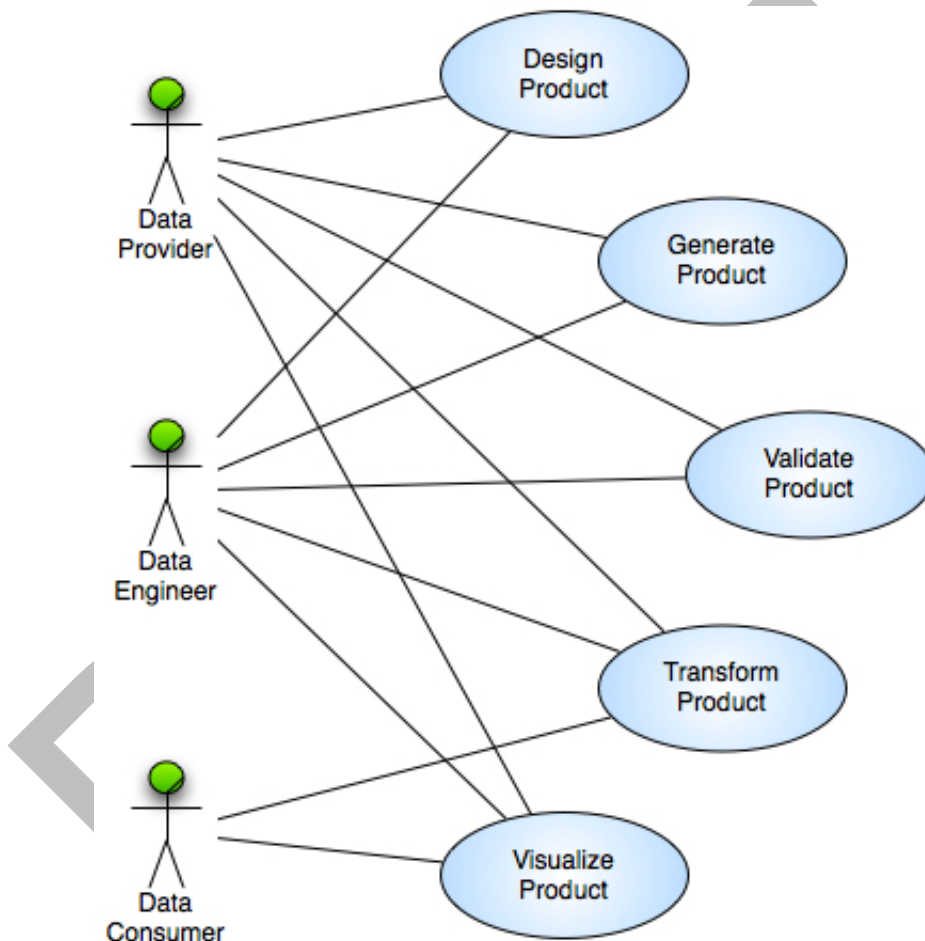 Design
Product
Data
Provider
Generate
Product
Data
Engineer
Validate
Product
Transform
Product
Data
Consumer
Visualize
Product